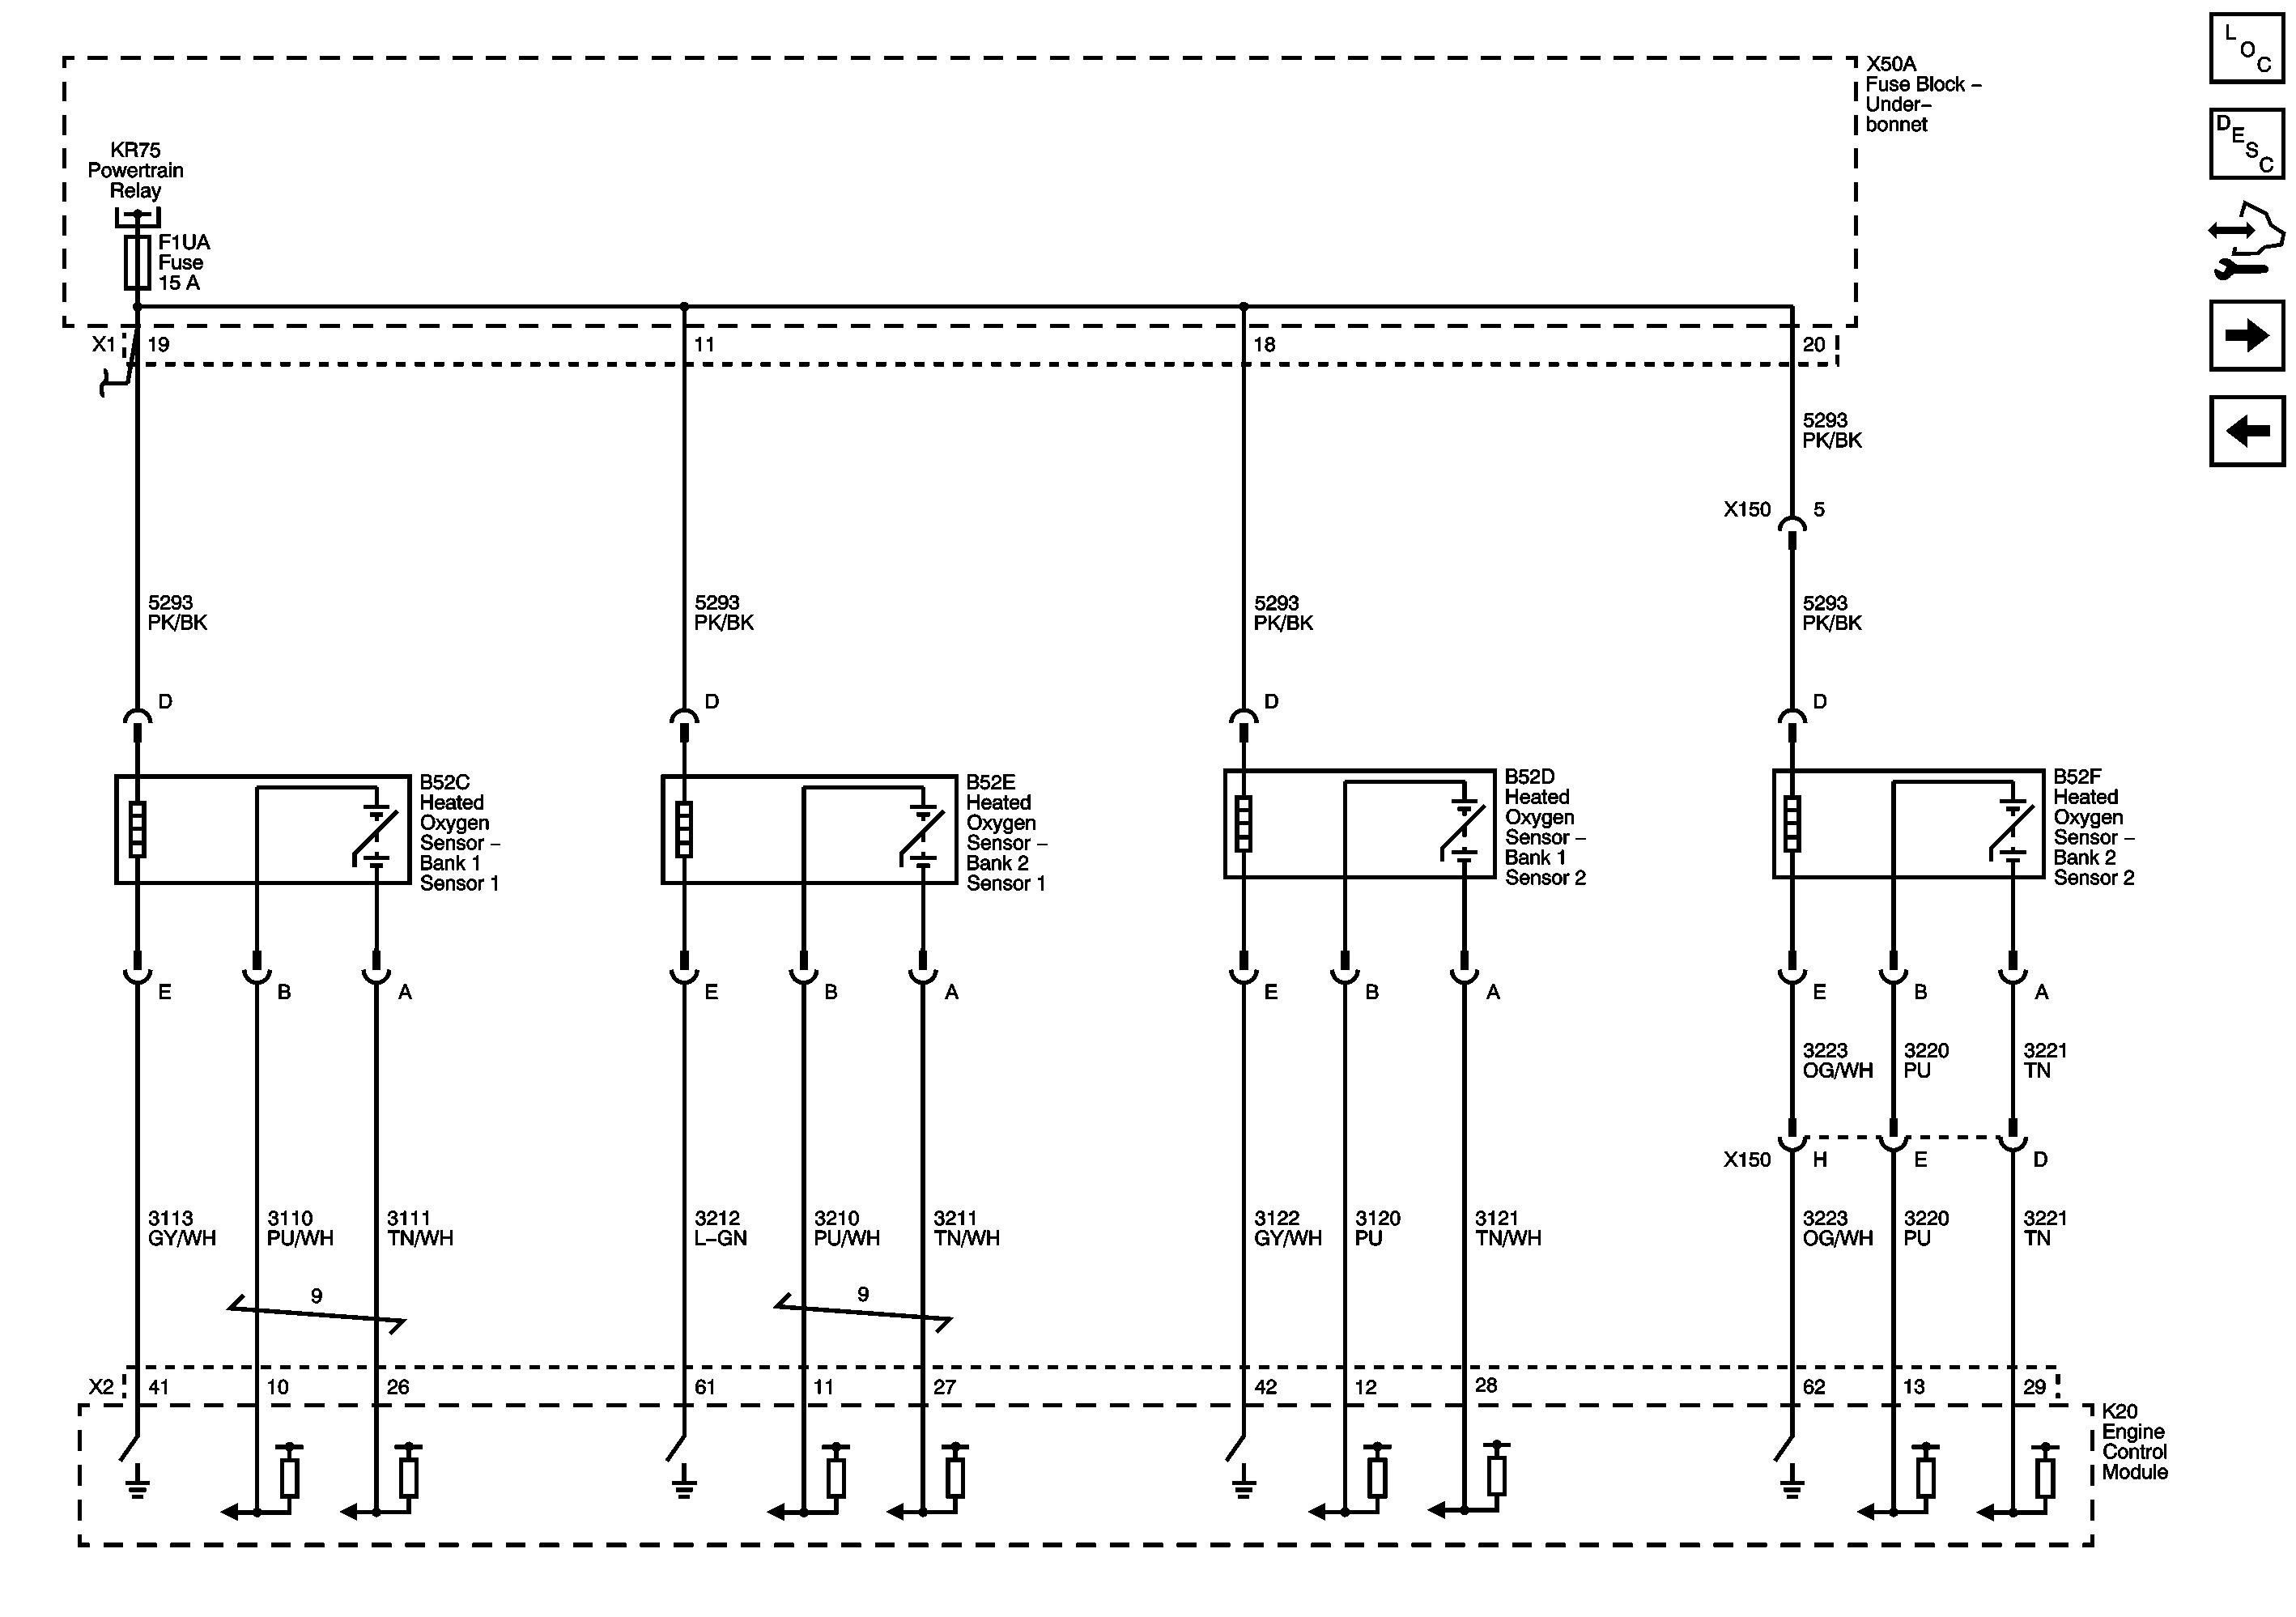 L
O
C
X50A
Fuse Block –
Under–
bonnet
D
E
S
C
KR75
Powertrain
Relay
F1UA
Fuse
15 A
X1 19 11 18 20
5293
PK/BK
X150 5
5293
PK/BK
5293
PK/BK
5293
PK/BK
5293
PK/BK
D D D D
B52C
Heated
Oxygen
Sensor –
Bank 1
Sensor 1
B52E
Heated
Oxygen
Sensor –
Bank 2
Sensor 1
B52D
Heated
Oxygen
Sensor –
Bank 1
Sensor 2
B52F
Heated
Oxygen
Sensor –
Bank 2
Sensor 2
E B A E B A E B A E B A
3223
OG/WH
3220
PU
3221
TN
X150 H E D
3113
GY/WH
3110
PU/WH
3111
TN/WH
3212
L–GN
3210
PU/WH
3211
TN/WH
3122
GY/WH
3120
PU
3121
TN/WH
3223
OG/WH
3220
PU
3221
TN
9 9
X2 41 10 26 61 11 27 42 12 28 62 13 29
K20
Engine
Control
Module